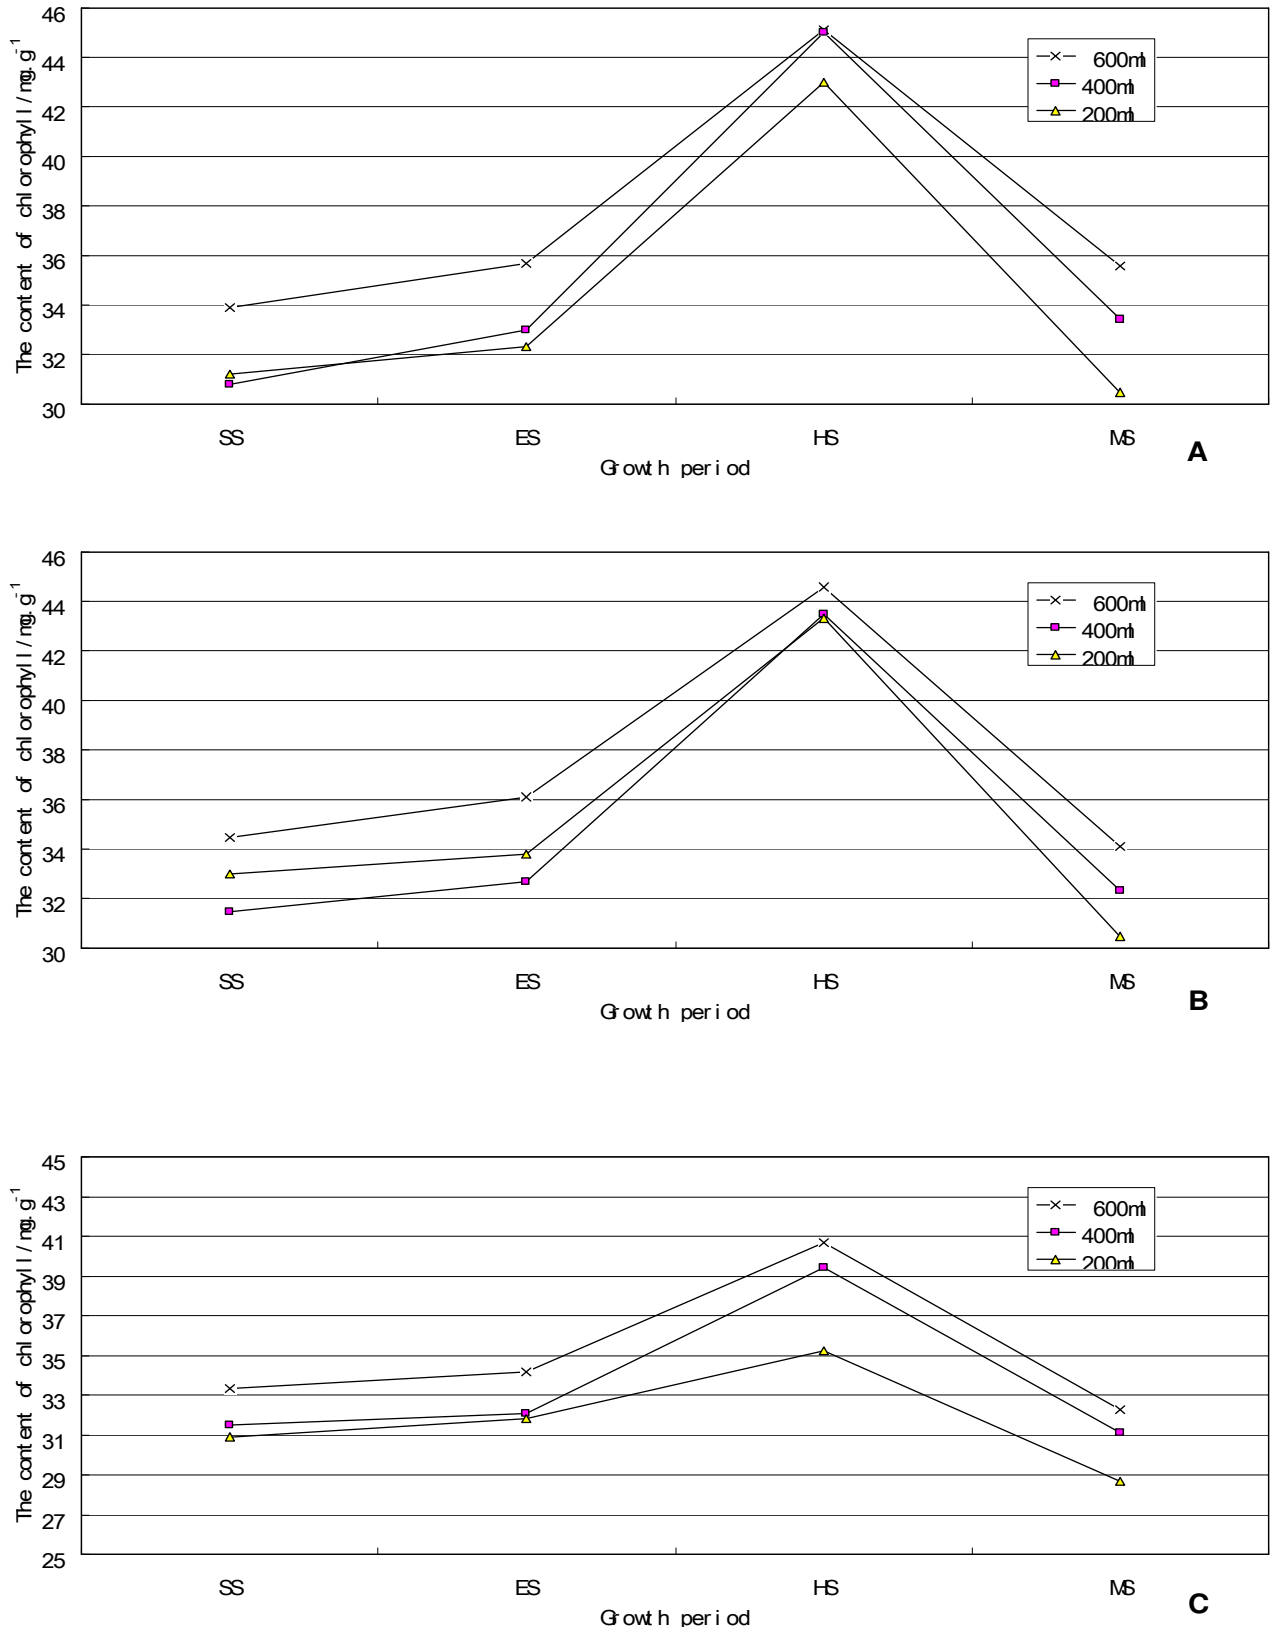 The content of chlorophyll/mg.g-1
46
44
42
40
38
36
34
32
30
600ml
400ml
200ml
SS ES HS MS
Growth period
A
The content of chlorophyll/mg.g-1
46
44
42
40
38
36
34
32
30
600ml
400ml
200ml
SS ES HS MS
Growth period
B
The content of chlorophyll/mg.g-1
45
43
41
39
37
35
33
31
29
27
25
600ml
400ml
200ml
SS ES HS MS
Growth period
C